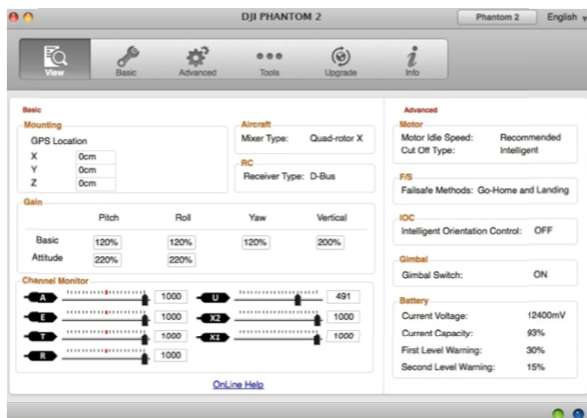 DJI PHANTOM 2
Phantom 2
English
View
Basic
Advanced
Tools
Upgrade
Info
Basic
Mounting
GPS Location
X 0cm
Y 0cm
Z 0cm
Aircraft
Mixer Type: Quad-rotor X
RC
Receiver Type: D-Bus
Gain
Pitch Roll Yaw Vertical
Basic 120% 120% 120% 200%
Attitude 220% 220%
Channel Monitor
A 1000 U 491
E 1000 X2 1000
T 1000 X1 1000
R 1000
OnLine Help
Advanced
Motor
Motor Idle Speed: Recommended
Cut Off Type: Intelligent
F/S
Failsafe Methods: Go-Home and Landing
IOC
Intelligent Orientation Control: OFF
Gimbal
Gimbal Switch: ON
Battery
Current Voltage: 12400mV
Current Capacity: 93%
First Level Warning: 30%
Second Level Warning: 15%